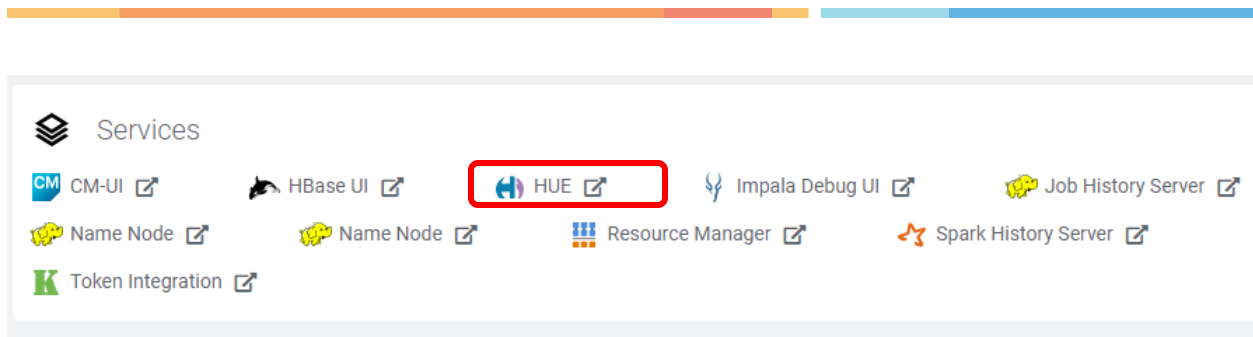 Services
CM CM-UI HBase UI HUE Impala Debug UI Job History Server
Name Node Name Node Resource Manager Spark History Server
K Token Integration